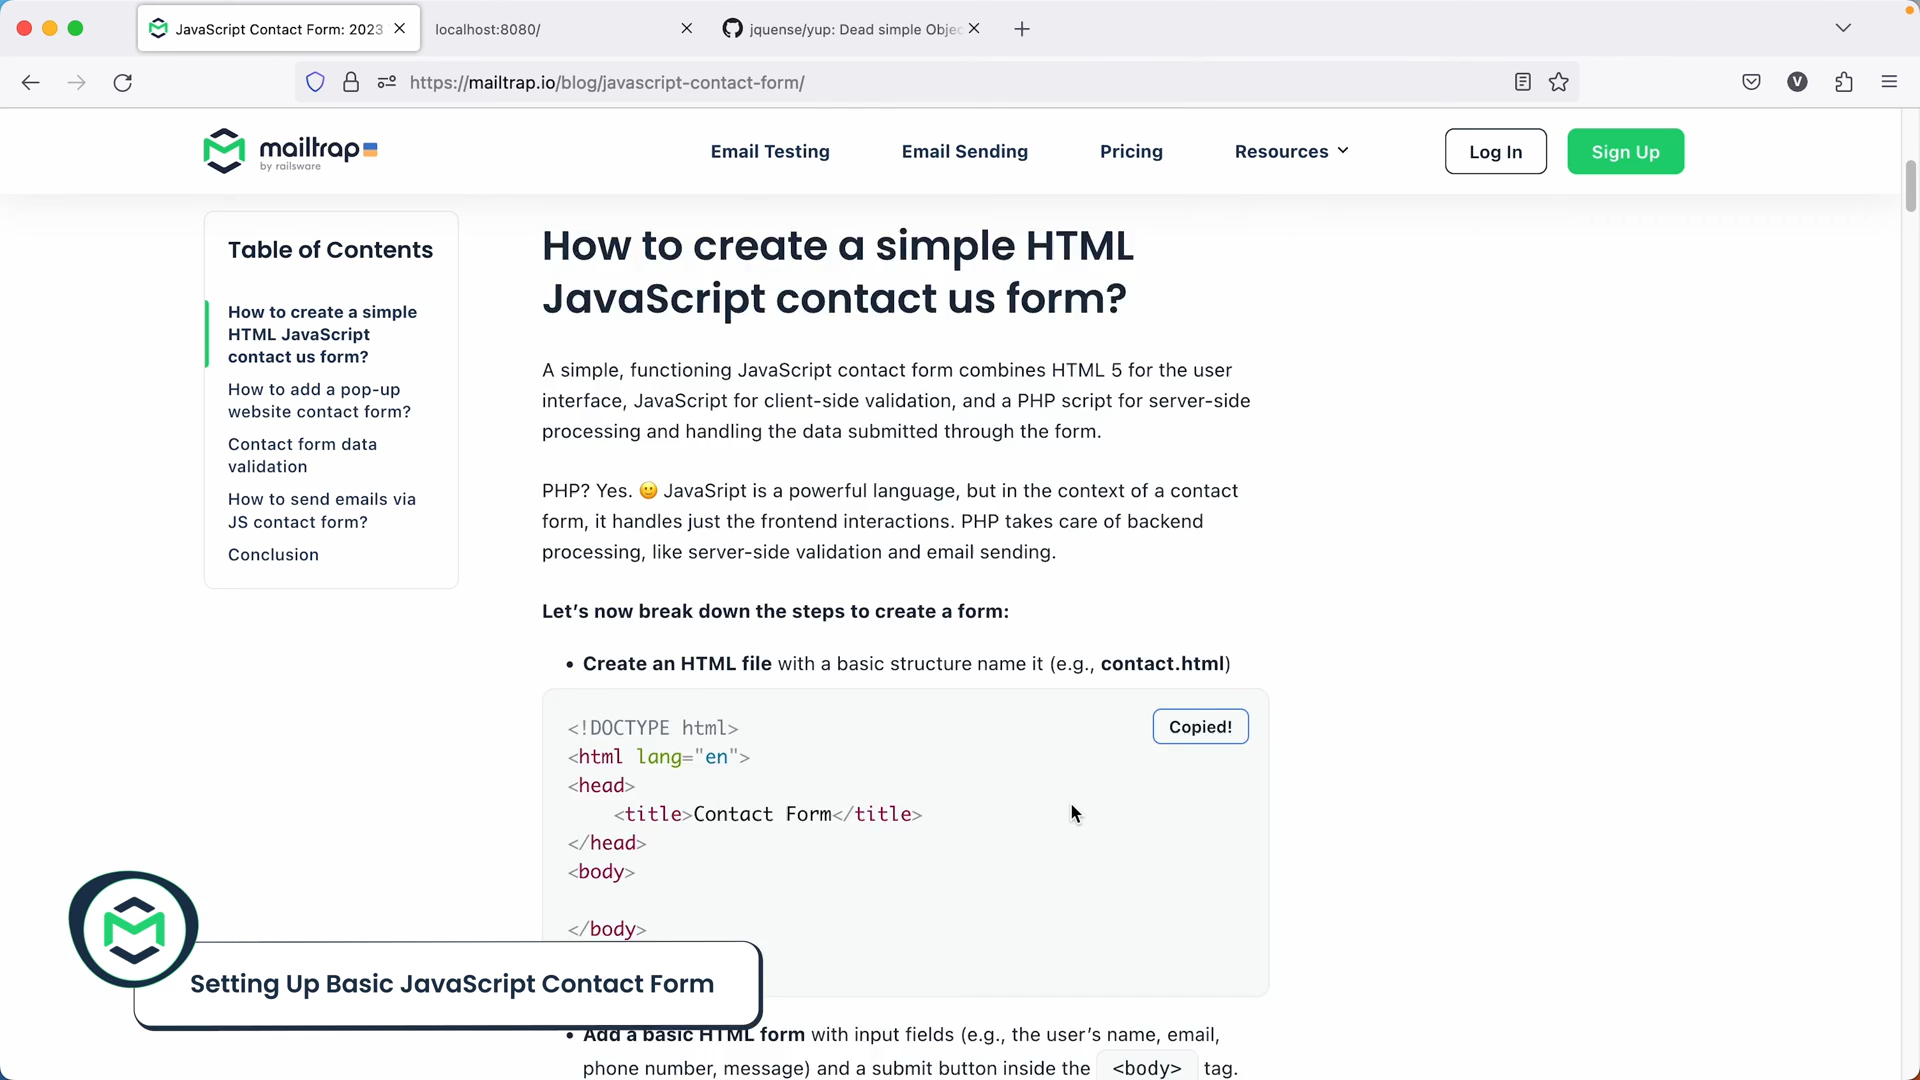 JavaScript Contact Form: 2023
localhost:8080/
jquense/yup: Dead simple Objec
https://mailtrap.io/blog/javascript-contact-form/
V
mailtrap
by railsware
Email Testing
Email Sending
Pricing
Resources
Log In
Sign Up
Table of Contents
How to create a simple
HTML JavaScript
contact us form?
How to add a pop-up
website contact form?
Contact form data
validation
How to send emails via
JS contact form?
Conclusion
How to create a simple HTML
JavaScript contact us form?
A simple, functioning JavaScript contact form combines HTML 5 for the user
interface, JavaScript for client-side validation, and a PHP script for server-side
processing and handling the data submitted through the form.
PHP? Yes. 🙂 JavaSript is a powerful language, but in the context of a contact
form, it handles just the frontend interactions. PHP takes care of backend
processing, like server-side validation and email sending.
Let’s now break down the steps to create a form:
• Create an HTML file with a basic structure name it (e.g., contact.html)
Copied!
<!DOCTYPE html>
<html lang="en">
<head>
<title>Contact Form</title>
</head>
<body>
</body>
Setting Up Basic JavaScript Contact Form
• Add a basic HTML form with input fields (e.g., the user’s name, email,
phone number, message) and a submit button inside the <body> tag.